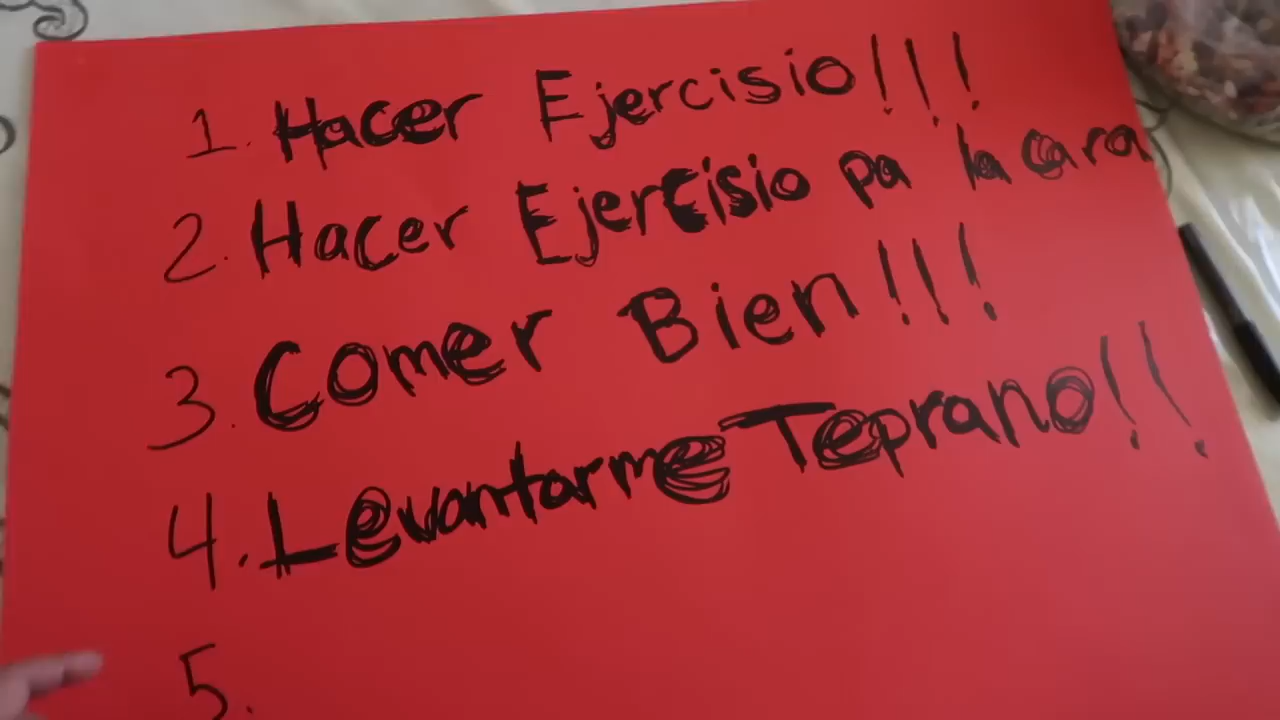 1. Hacer Ejercisio!!!
2. Hacer Ejercisio pa la cara
3. Comer Bien!!!
4. Levantarme Teprano!!
5.